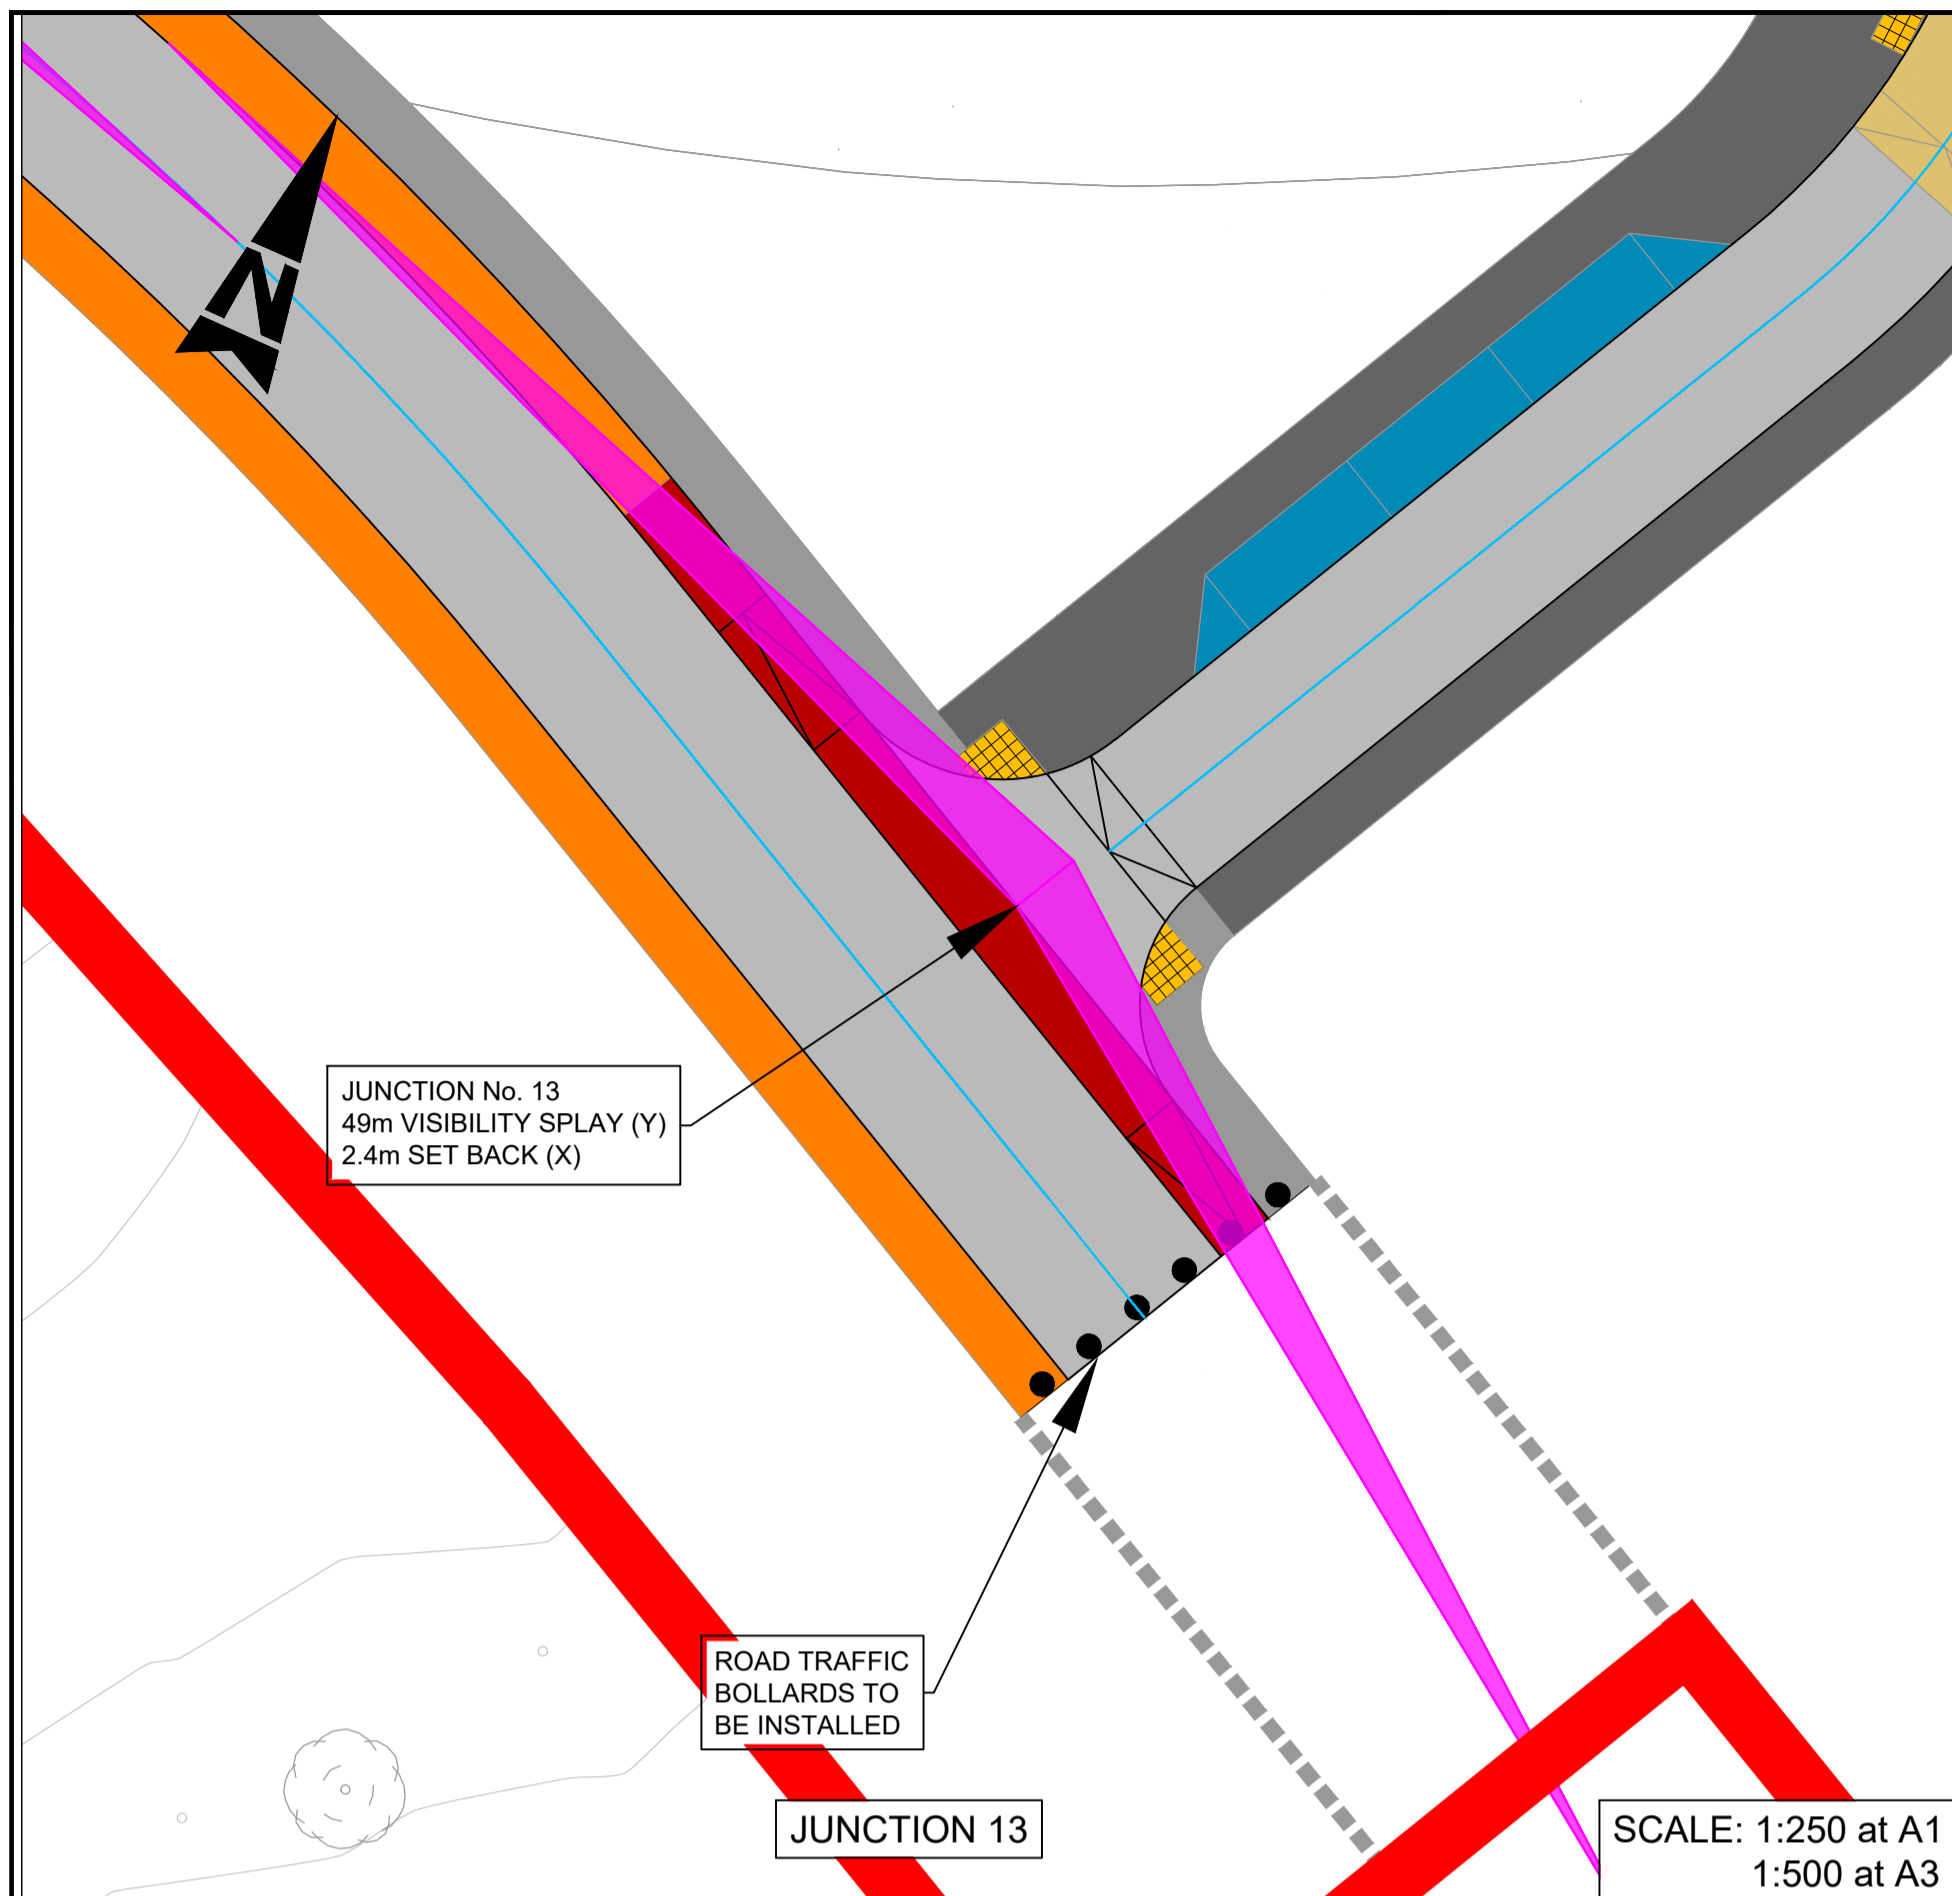 N
JUNCTION No. 13
49m VISIBILITY SPLAY (Y)
2.4m SET BACK (X)
ROAD TRAFFIC
BOLLARDS TO
BE INSTALLED
JUNCTION 13
SCALE: 1:250 at A1
1:500 at A3